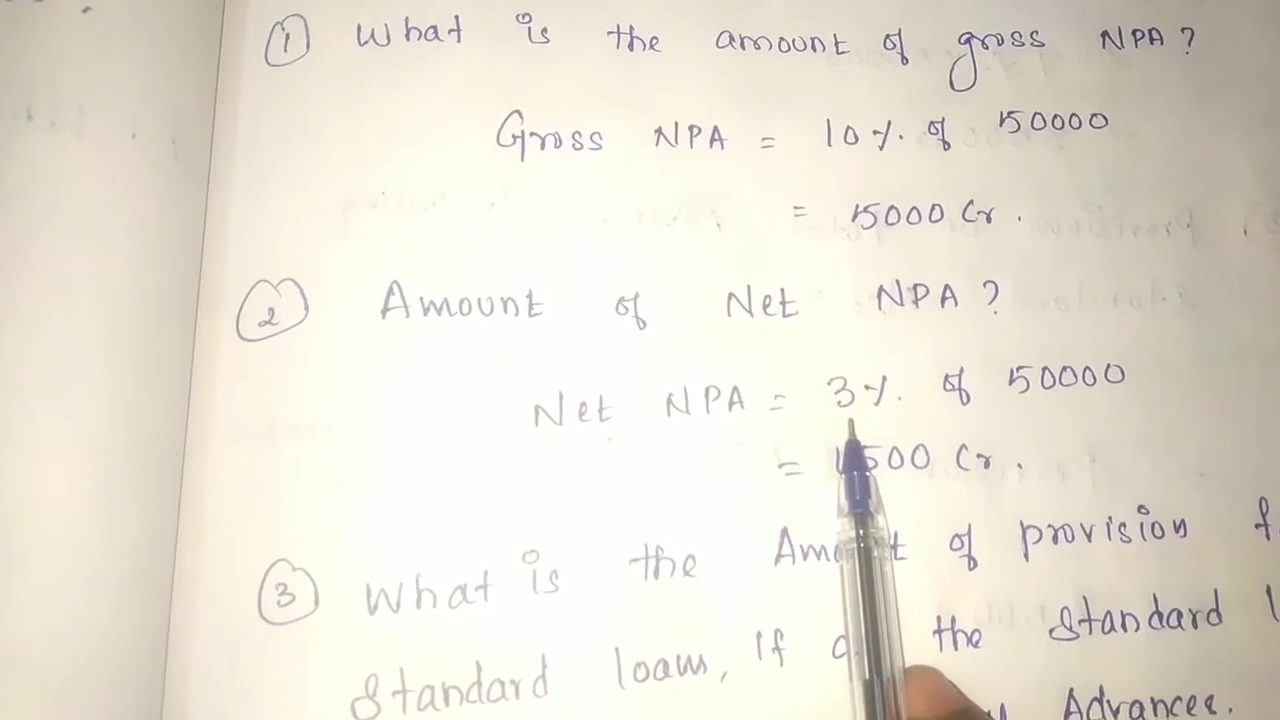 ① What is the amount of gross NPA?
Gross NPA = 10 %. of 50000
= 5000 Cr.
② Amount of Net NPA?
Net NPA = 3 %. of 50000
= 1500 Cr.
③ What is the Amount of provision
Standard loans, If the Standard
Advances.